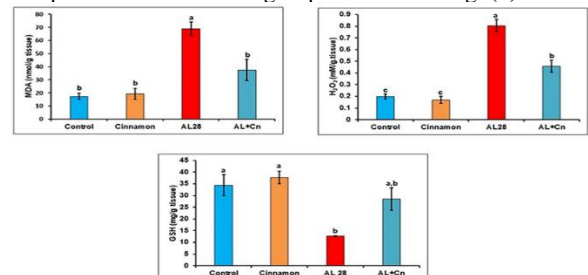 MDA (nmol/g tissue)
80
70
60
50
40
30
20
10
0
b
b
a
b
Control
Cinnamon
AL28
AL+Cn
H₂O₂ (mM/g.tissue)
0.9
0.8
0.7
0.6
0.5
0.4
0.3
0.2
0.1
0
c
c
a
b
Control
Cinnamon
AL28
AL+Cn
GSH (mg/g tissue)
45
40
35
30
25
20
15
10
5
0
a
a
b
a,b
Control
Cinnamon
AL 28
AL+Cn